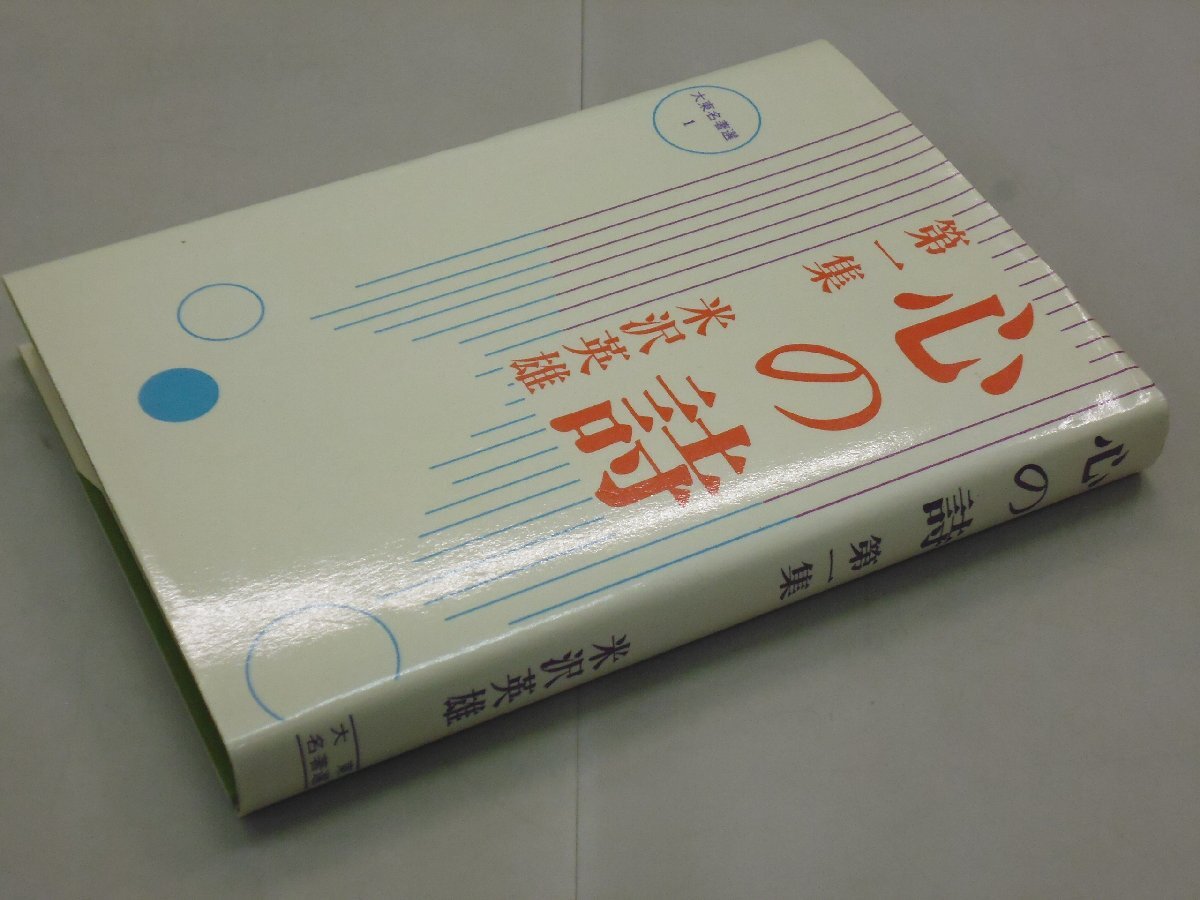 大東名著選
1
心の詩
第一集
米沢英雄
心の詩
第一集
米沢英雄
大東
名著選